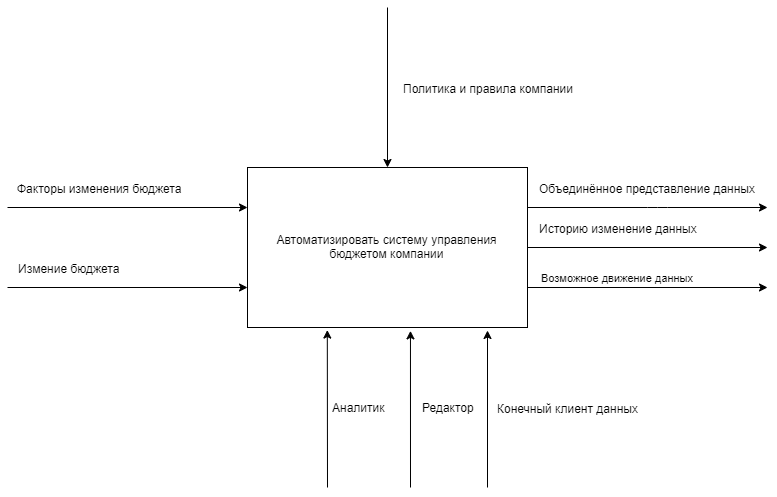 Политика и правила компании
Факторы изменения бюджета
Объединённое представление данных
Автоматизировать систему управления
бюджетом компании
Историю изменение данных
Измение бюджета
Возможное движение данных
Аналитик
Редактор
Конечный клиент данных